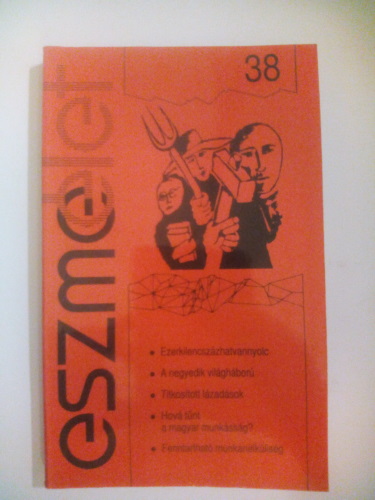 38
eszmélet
• Ezerkilencszázhatvannyolc
• A negyedik világháború
• Titkosított lázadások
• Hová tűnt
a magyar munkásság?
• Fenntartható munkanélküliség